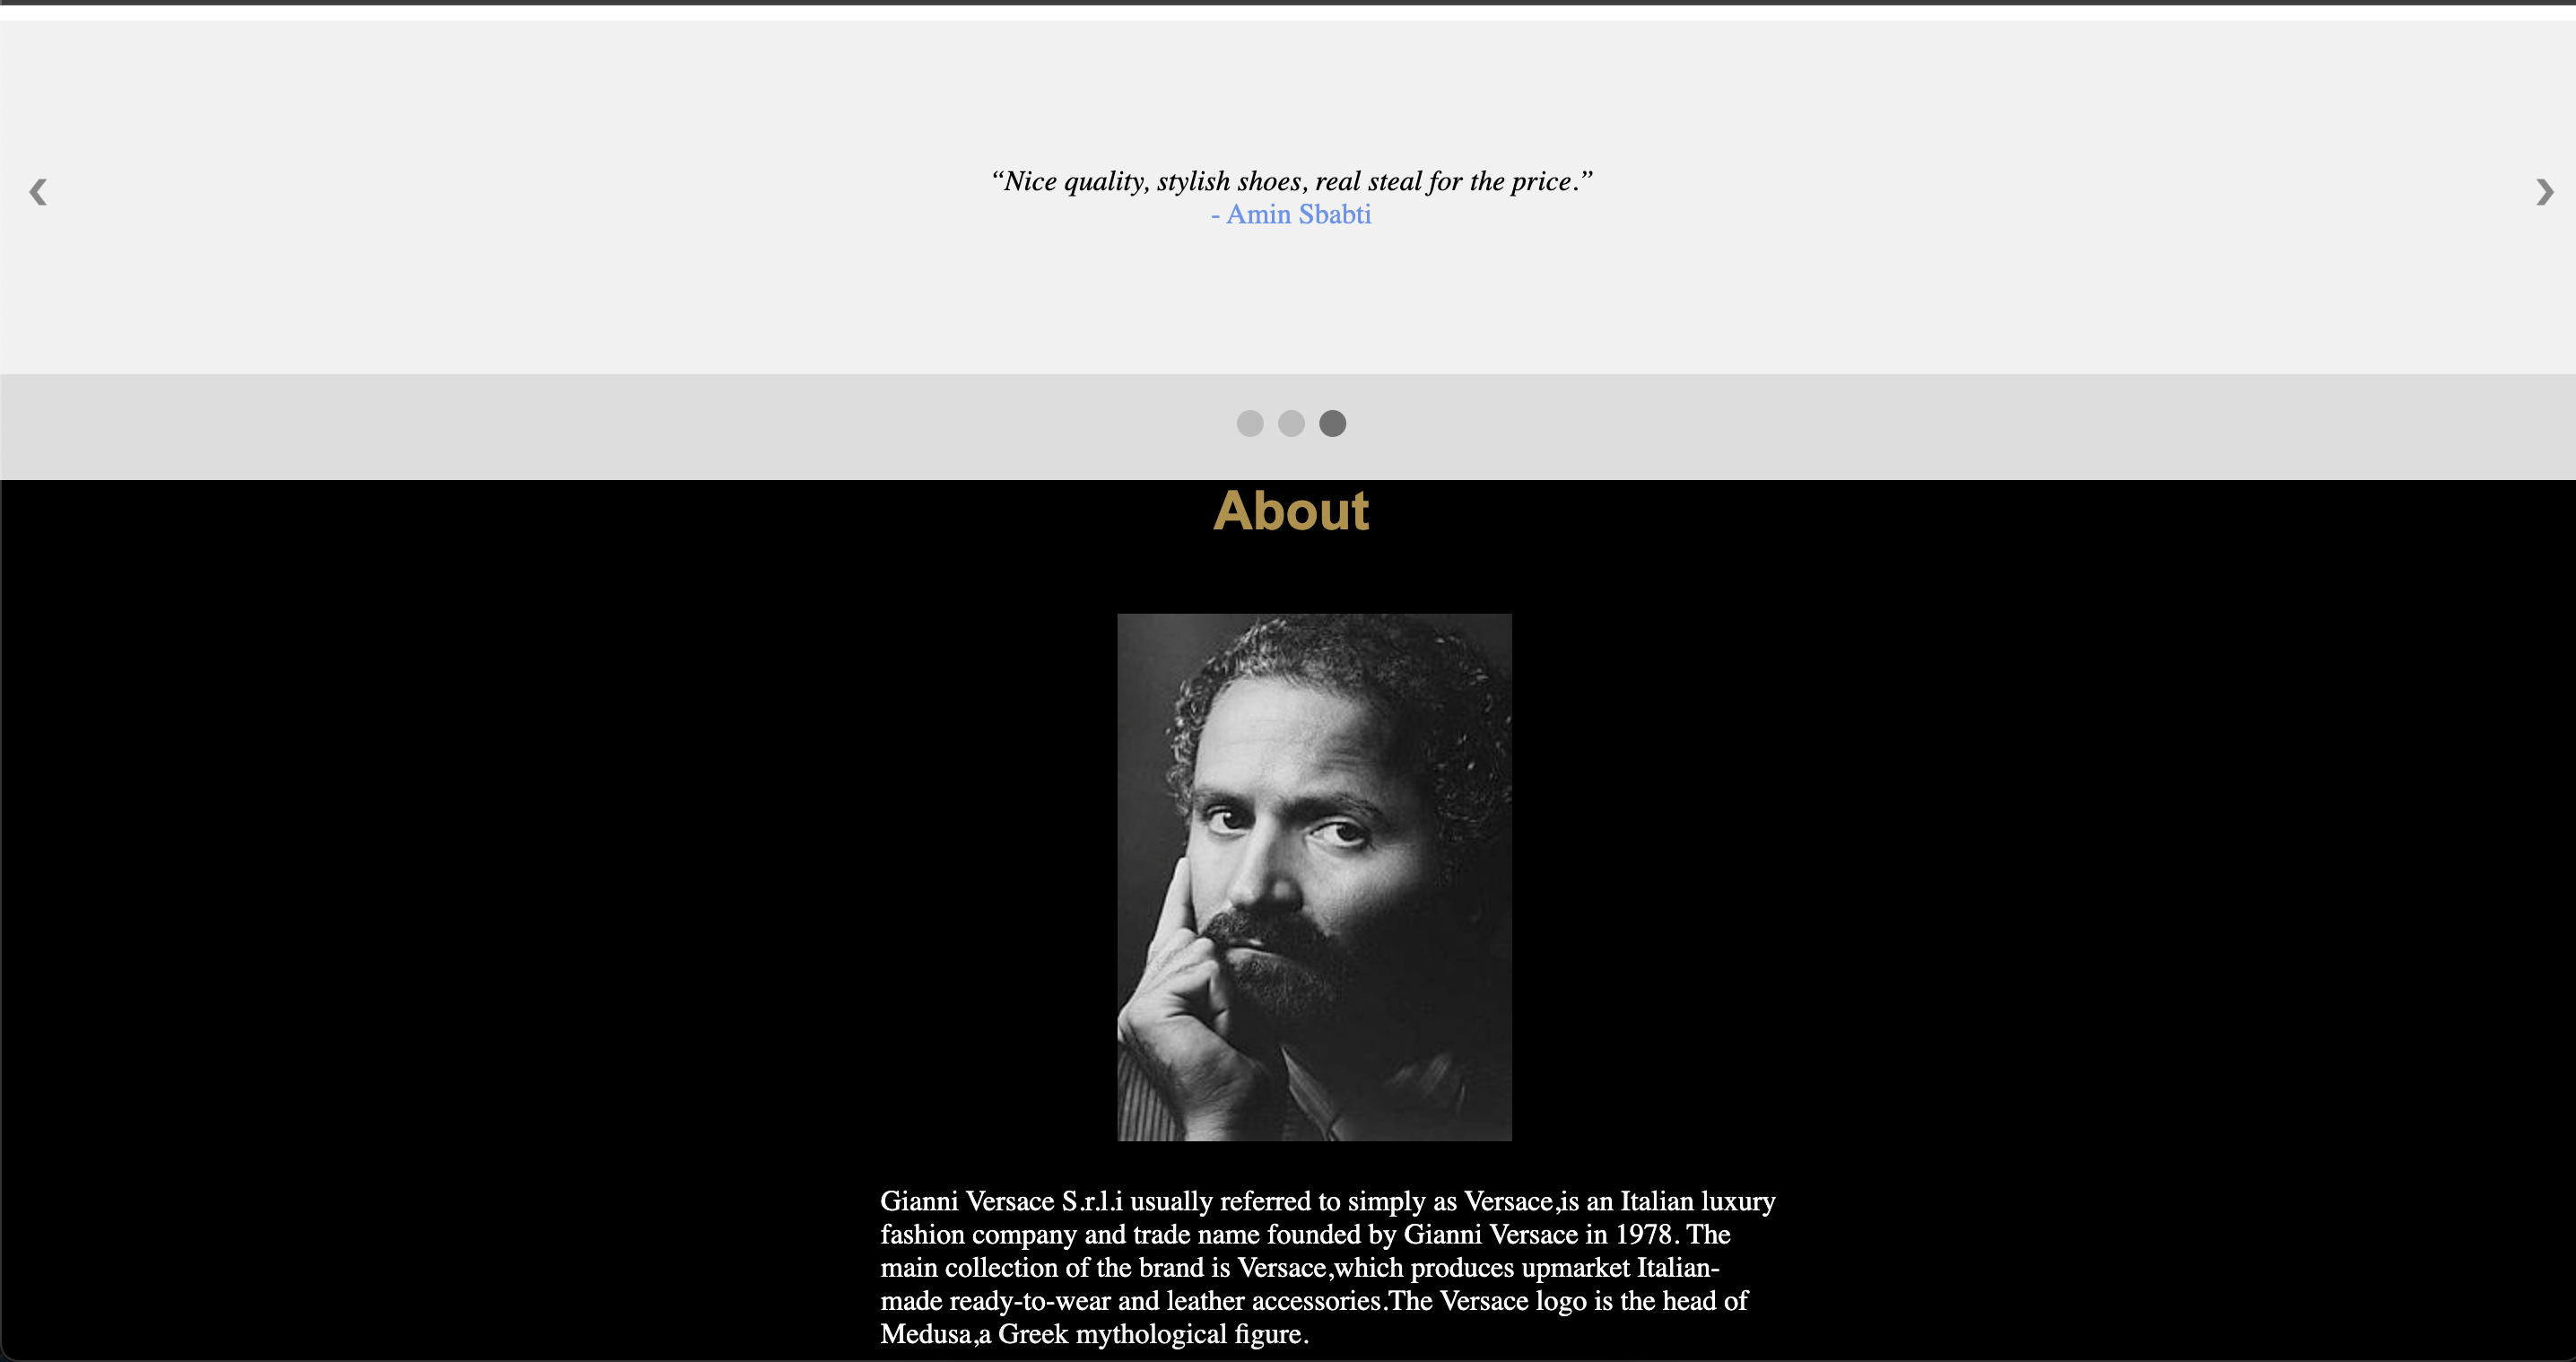 “Nice quality, stylish shoes, real steal for the price.”
- Amin Sbabti
About
Gianni Versace S.r.l.i usually referred to simply as Versace,is an Italian luxury
fashion company and trade name founded by Gianni Versace in 1978. The
main collection of the brand is Versace,which produces upmarket Italian-
made ready-to-wear and leather accessories.The Versace logo is the head of
Medusa,a Greek mythological figure.